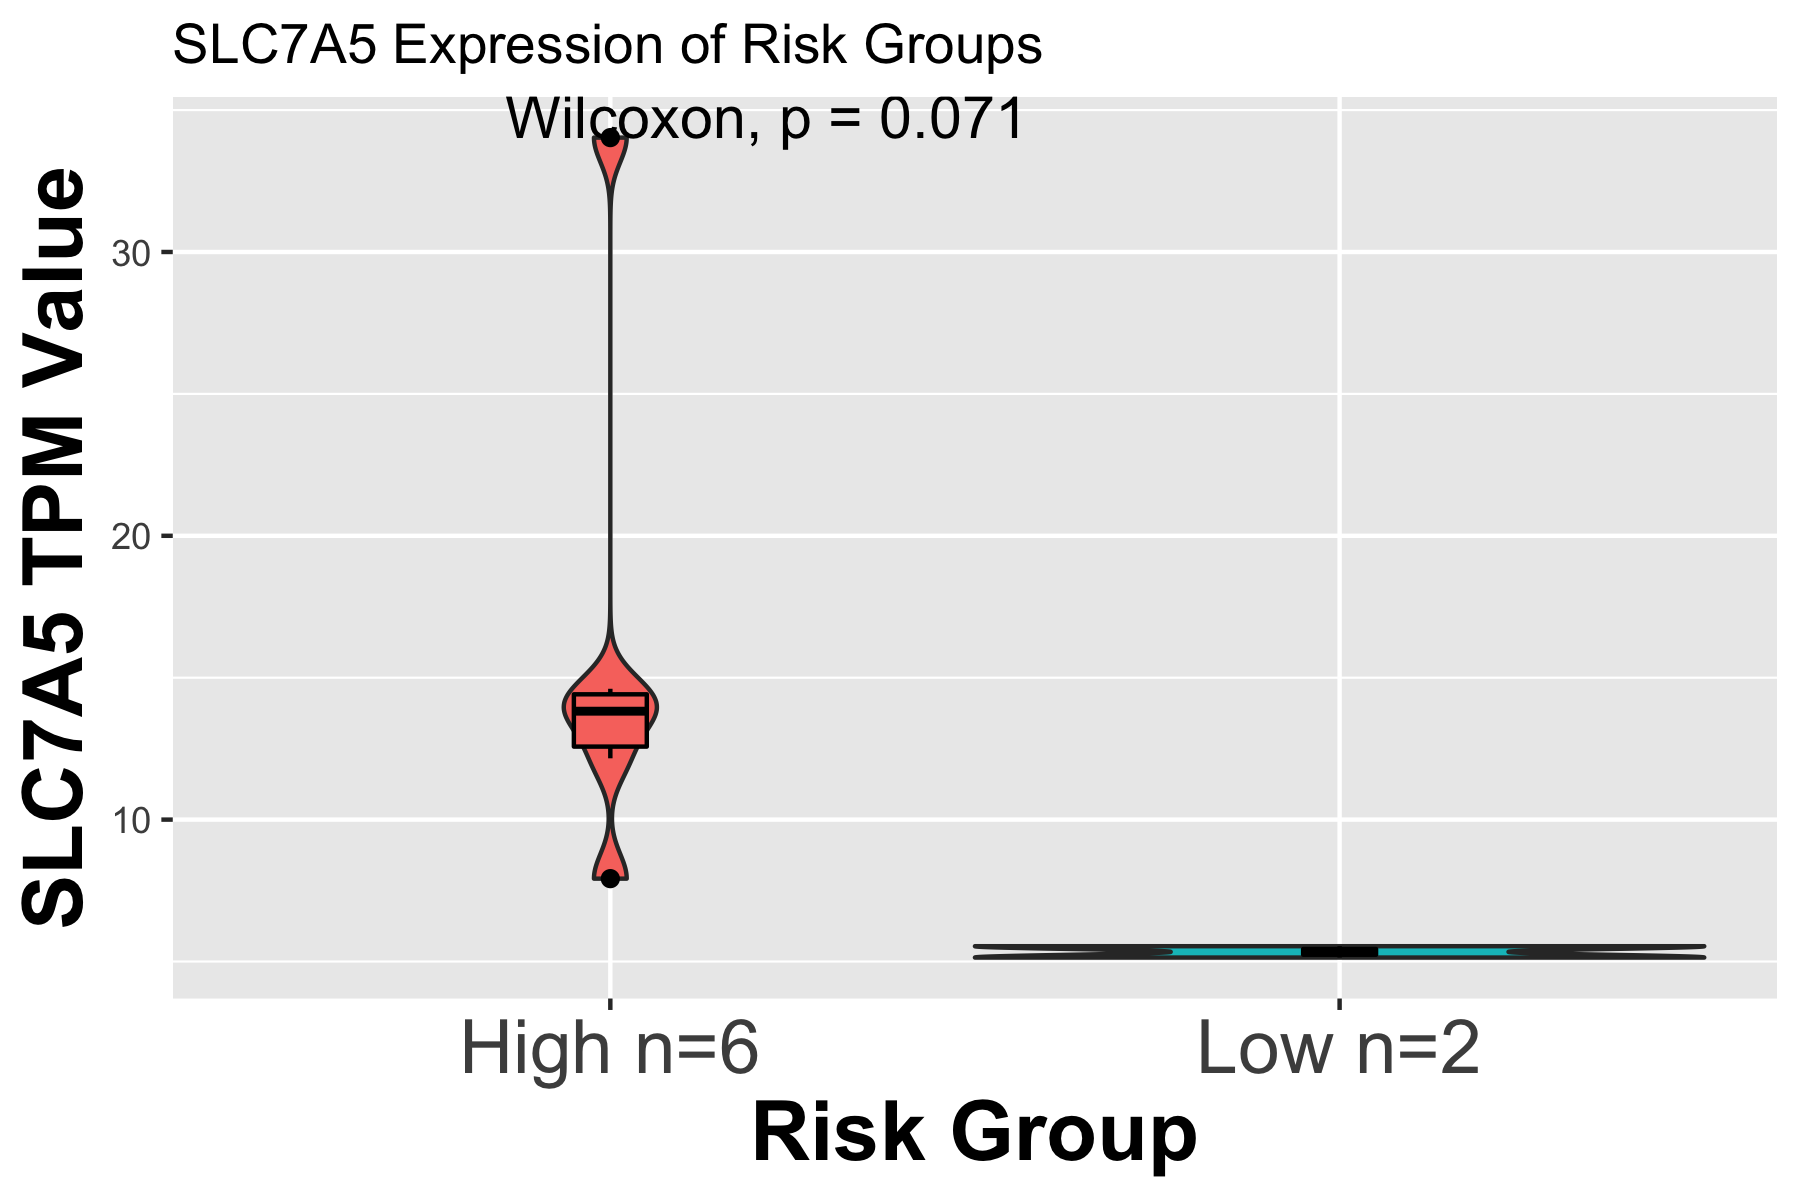 SLC7A5 Expression of Risk Groups
Wilcoxon, p = 0.071
SLC7A5 TPM Value
30
20
10
High n=6
Low n=2
Risk Group